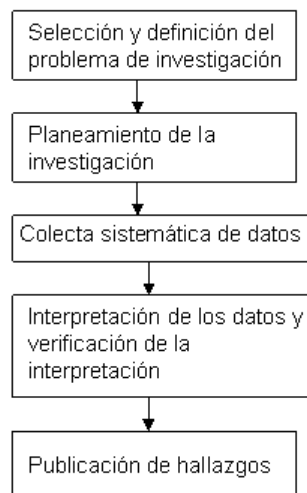 Selección y definición del
problema de investigación
Planeamiento de la
investigación
Colecta sistemática de datos
Interpretación de los datos y
verificación de la
interpretación
Publicación de hallazgos